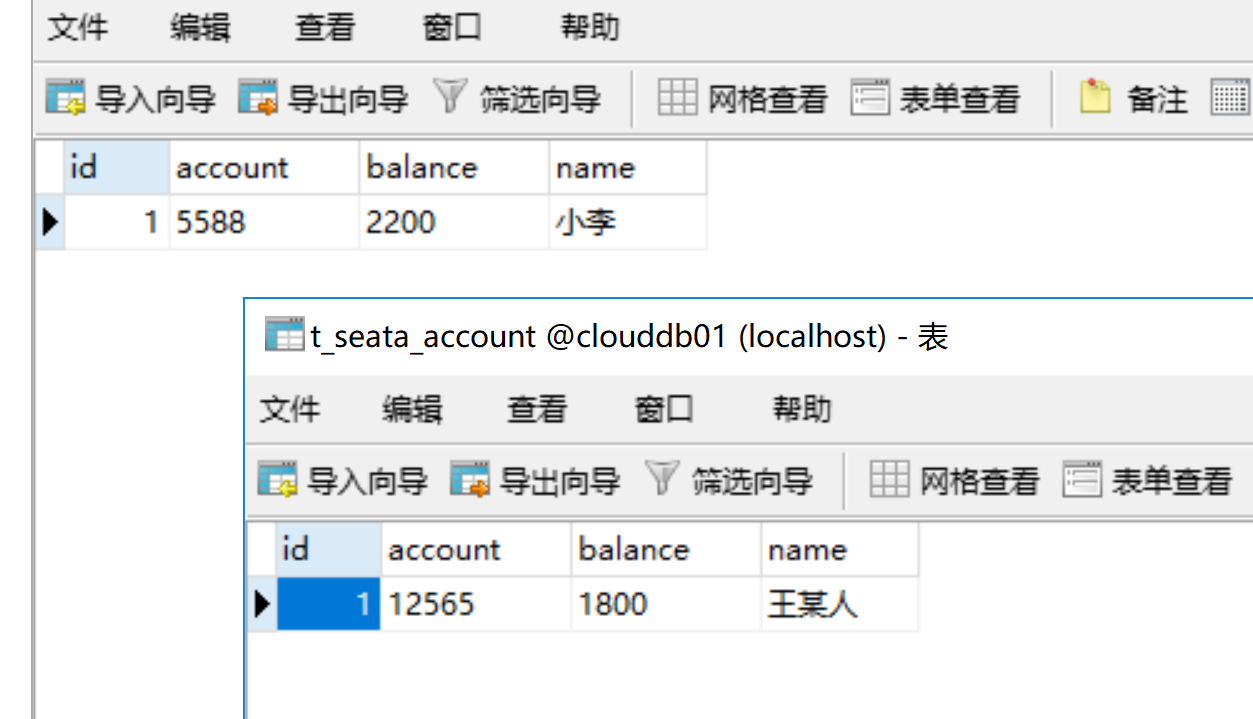 文件 编辑 查看 窗口 帮助
导入向导 导出向导 筛选向导 网格查看 表单查看 备注
id account balance name
1 5588 2200 小李
t_seata_account @clouddb01 (localhost) - 表
文件 编辑 查看 窗口 帮助
导入向导 导出向导 筛选向导 网格查看 表单查看
id account balance name
1 12565 1800 王某人